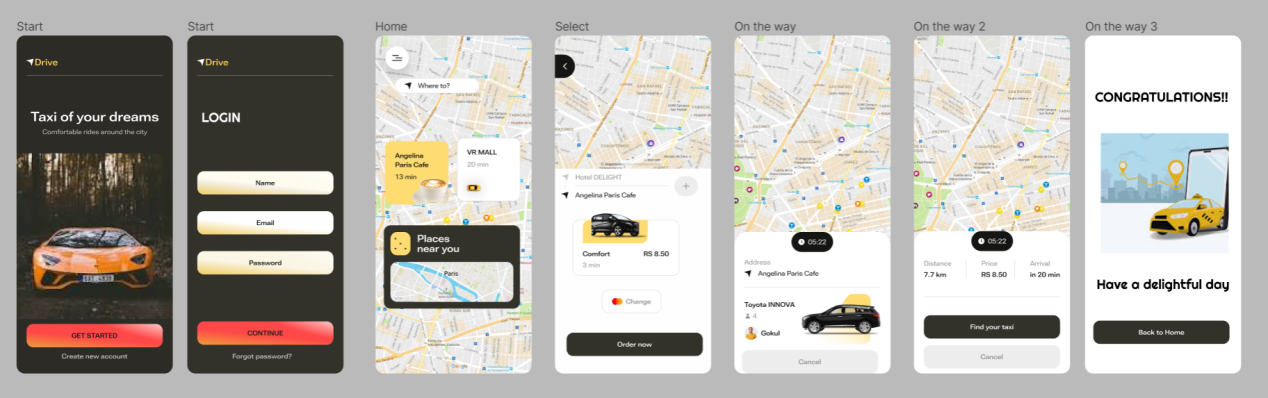 Start
Drive
Taxi of your dreams
Comfortable rides around the city
GET STARTED
Create new account
Start
Drive
LOGIN
Name
Email
Password
CONTINUE
Forgot password?
Home
Where to?
Angelina
Paris Cafe
13 min
VR MALL
20 min
Places
near you
Paris
Select
Hotel DELIGHT
Angelina Paris Cafe
Comfort
RS 8.50
3 min
Change
Order now
On the way
05:22
Address
Angelina Paris Cafe
Toyota INNOVA
4
Gokul
Cancel
On the way 2
05:22
Distance
Price
Arrival
7.7 km
RS 8.50
in 20 min
Find your taxi
Cancel
On the way 3
CONGRATULATIONS!!
Have a delightful day
Back to Home